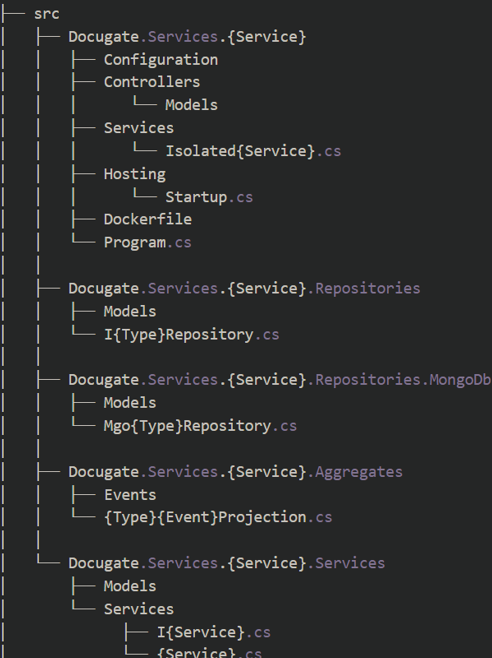 ├── src
│   ├── Docugate.Services.{Service}
│   │   ├── Configuration
│   │   ├── Controllers
│   │   │      └── Models
│   │   ├── Services
│   │   │      └── Isolated{Service}.cs
│   │   ├── Hosting
│   │   │      └── Startup.cs
│   │   ├── Dockerfile
│   │   └── Program.cs
│   │
│   ├── Docugate.Services.{Service}.Repositories
│   │   ├── Models
│   │   └── I{Type}Repository.cs
│   │
│   ├── Docugate.Services.{Service}.Repositories.MongoDb
│   │   ├── Models
│   │   └── Mgo{Type}Repository.cs
│   │
│   ├── Docugate.Services.{Service}.Aggregates
│   │   ├── Events
│   │   └── {Type}{Event}Projection.cs
│   │
│   └── Docugate.Services.{Service}.Services
│       ├── Models
│       └── Services
│             ├── I{Service}.cs
│             └── {Service}.cs